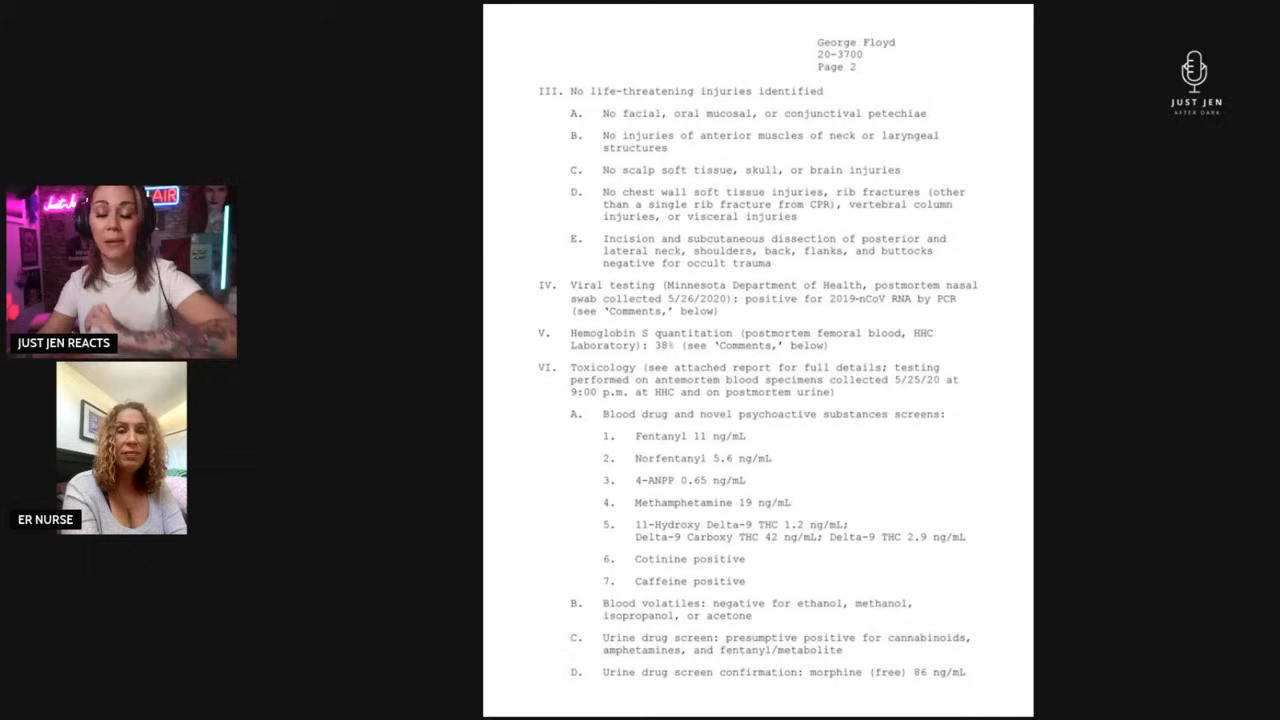 George Floyd
20-3700
Page 2
III. No life-threatening injuries identified
A. No facial, oral mucosal, or conjunctival petechiae
B. No injuries of anterior muscles of neck or laryngeal
structures
C. No scalp soft tissue, skull, or brain injuries
D. No chest wall soft tissue injuries, rib fractures (other
than a single rib fracture from CPR), vertebral column
injuries, or visceral injuries
E. Incision and subcutaneous dissection of posterior and
lateral neck, shoulders, back, flanks, and buttocks
negative for occult trauma
IV. Viral testing (Minnesota Department of Health, postmortem nasal
swab collected 5/26/2020): positive for 2019-nCoV RNA by PCR
(see ‘Comments,’ below)
V. Hemoglobin S quantitation (postmortem femoral blood, HHC
Laboratory): 38% (see ‘Comments,’ below)
VI. Toxicology (see attached report for full details; testing
performed on antemortem blood specimens collected 5/25/20 at
9:00 p.m. at HHC and on postmortem urine)
A. Blood drug and novel psychoactive substances screens:
1. Fentanyl 11 ng/mL
2. Norfentanyl 5.6 ng/mL
3. 4-ANPP 0.65 ng/mL
4. Methamphetamine 19 ng/mL
5. 11-Hydroxy Delta-9 THC 1.2 ng/mL;
Delta-9 Carboxy THC 42 ng/mL; Delta-9 THC 2.9 ng/mL
6. Cotinine positive
7. Caffeine positive
B. Blood volatiles: negative for ethanol, methanol,
isopropanol, or acetone
C. Urine drug screen: presumptive positive for cannabinoids,
amphetamines, and fentanyl/metabolite
D. Urine drug screen confirmation: morphine (free) 86 ng/mL
JUST JEN
AFTER DARK
AIR
JUST JEN REACTS
ER NURSE